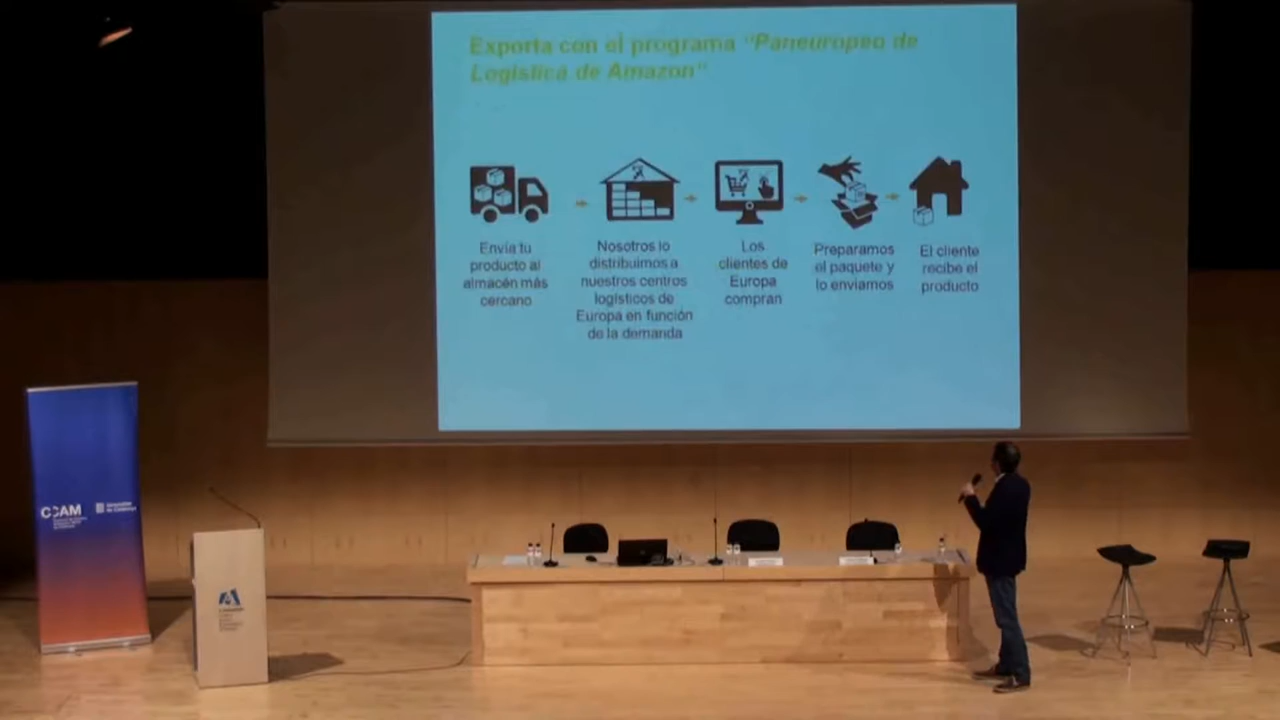 Exporta con el programa "Paneuropeo de
Logística de Amazon"
Envía tu
producto al
almacén más
cercano
Nosotros lo
distribuimos a
nuestros centros
logísticos de
Europa en función
de la demanda
Los
clientes de
Europa
compran
Preparamos
el paquete y
lo enviamos
El cliente
recibe el
producto
CCAM